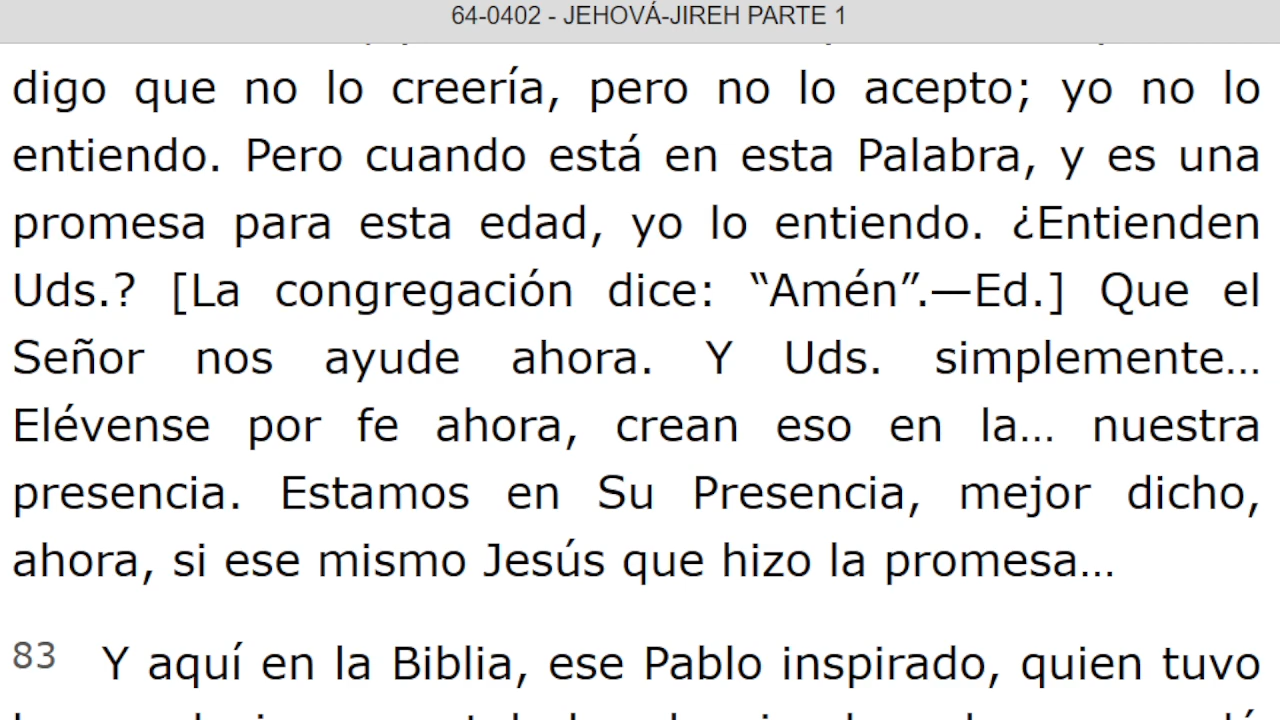 64-0402 - JEHOVÁ-JIREH PARTE 1
digo que no lo creería, pero no lo acepto; yo no lo
entiendo. Pero cuando está en esta Palabra, y es una
promesa para esta edad, yo lo entiendo. ¿Entienden
Uds.? [La congregación dice: “Amén”.—Ed.] Que el
Señor nos ayude ahora. Y Uds. simplemente…
Elévense por fe ahora, crean eso en la… nuestra
presencia. Estamos en Su Presencia, mejor dicho,
ahora, si ese mismo Jesús que hizo la promesa…
83 Y aquí en la Biblia, ese Pablo inspirado, quien tuvo